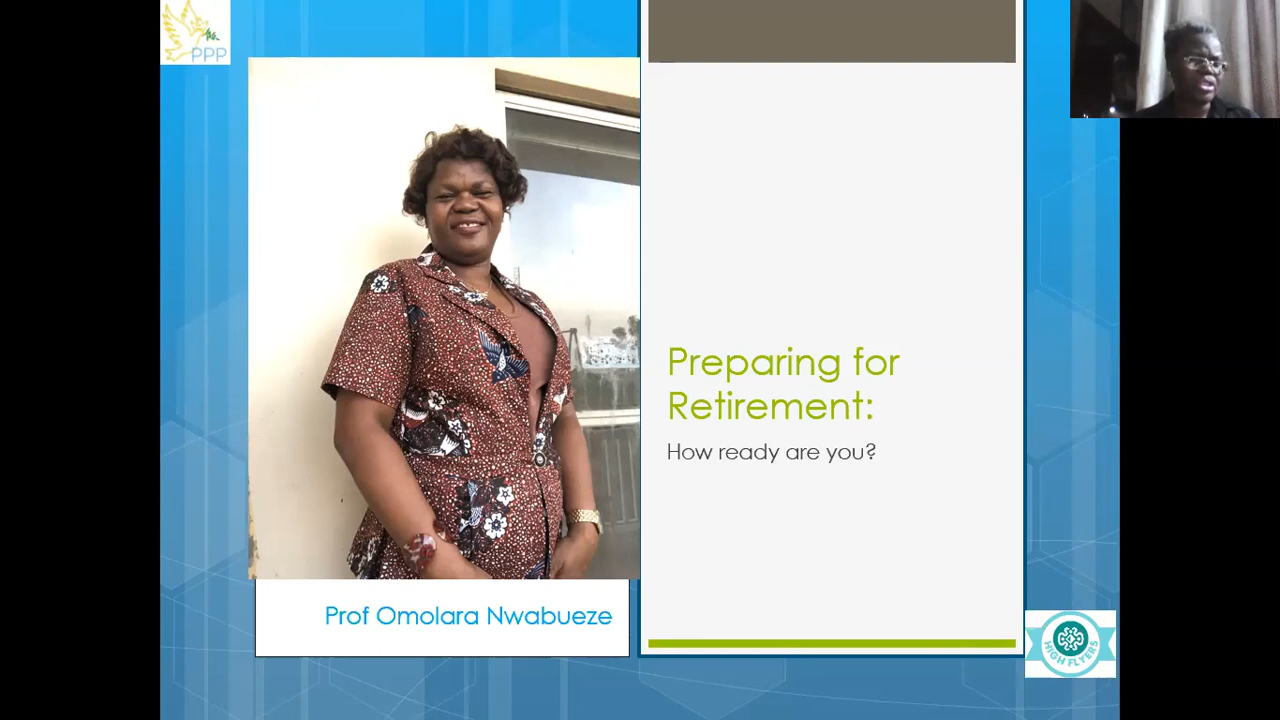 PPP
Preparing for
Retirement:
How ready are you?
Prof Omolara Nwabueze
HIGH FLYERS